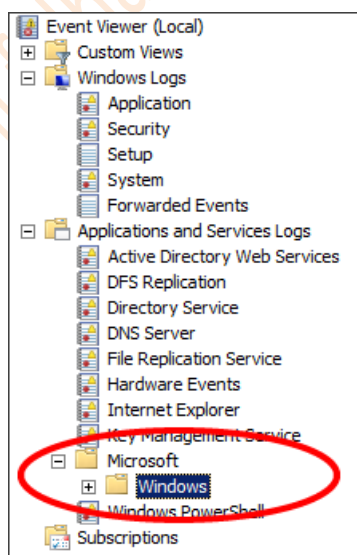 Event Viewer (Local)
Custom Views
Windows Logs
Application
Security
Setup
System
Forwarded Events
Applications and Services Logs
Active Directory Web Services
DFS Replication
Directory Service
DNS Server
File Replication Service
Hardware Events
Internet Explorer
Key Management Service
Microsoft
Windows
Windows PowerShell
Subscriptions